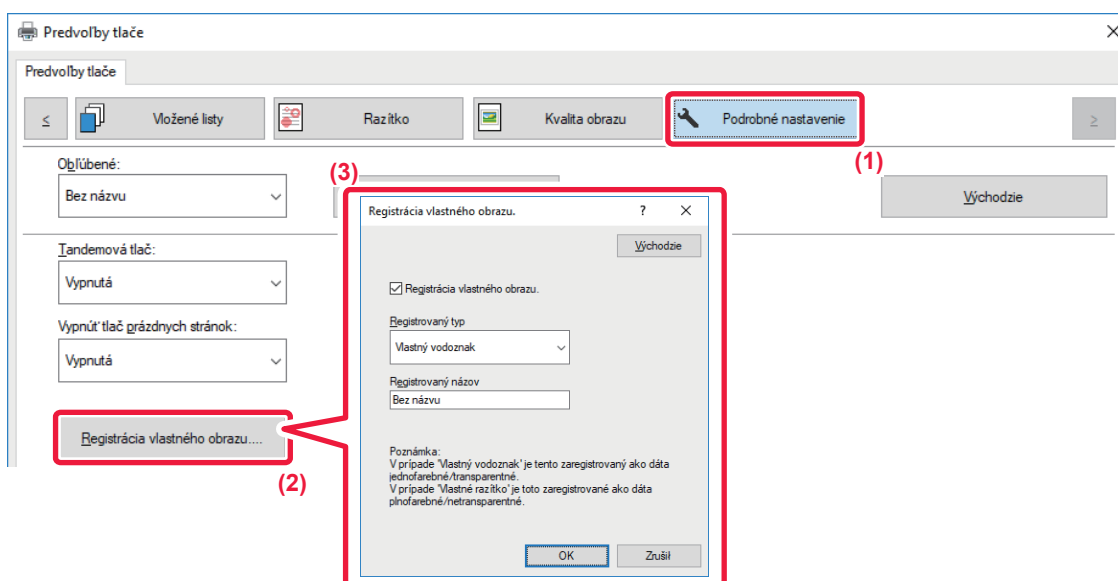 Predvoľby tlače
Predvoľby tlače
<
Vložené listy
Razítko
Kvalita obrazu
Podrobné nastavenie
>
(1)
Obľúbené:
Bez názvu
Východzie
Tandemová tlač:
Vypnutá
Vypnúť tlač prázdnych stránok:
Vypnutá
Registrácia vlastného obrazu....
(2)
(3)
Registrácia vlastného obrazu.
?
Východzie
Registrácia vlastného obrazu.
Registrovaný typ
Vlastný vodoznak
Registrovaný názov
Bez názvu
Poznámka:
V prípade 'Vlastný vodoznak' je tento zaregistrovaný ako dáta
jednofarebné/transparentné.
V prípade 'Vlastné razítko' je toto zaregistrované ako dáta
plnofarebné/netransparentné.
OK
Zrušiť